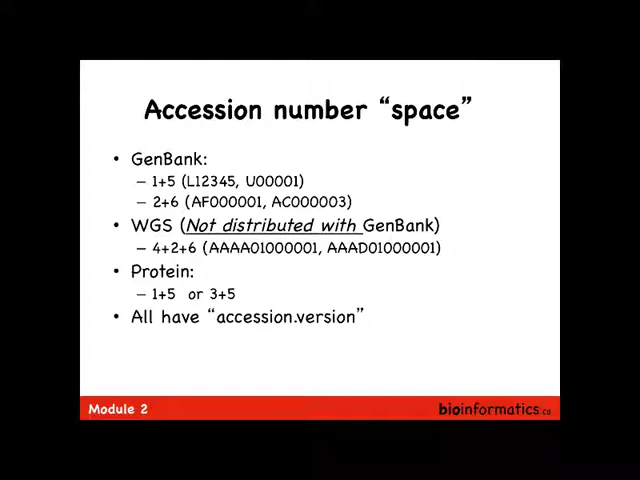 Accession number “space”
• GenBank:
– 1+5 (L12345, U00001)
– 2+6 (AF000001, AC000003)
• WGS (Not distributed with GenBank)
– 4+2+6 (AAAA01000001, AAAD01000001)
• Protein:
– 1+5 or 3+5
• All have “accession.version”
Module 2
bioinformatics.ca